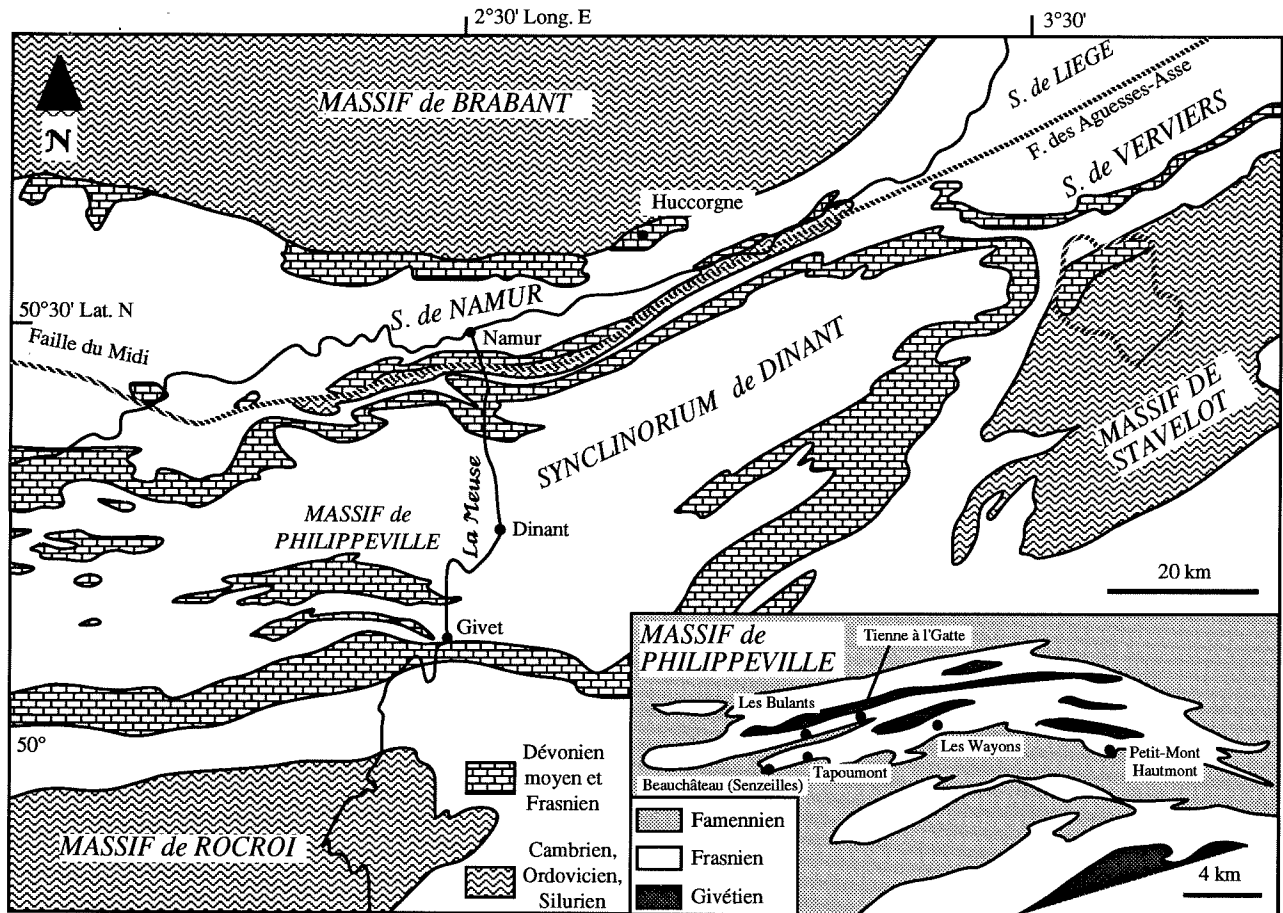 2°30' Long. E
3°30'
MASSIF de BRABANT
N
S. de LIEGE
F. des Aguesses-Asse
S. de VERVIERS
Huccorgne
50°30' Lat. N
S. de NAMUR
Faille du Midi
Namur
SYNCLINORIUM de DINANT
MASSIF DE
STAVELOT
La Meuse
MASSIF de
PHILIPPEVILLE
Dinant
20 km
Givet
50°
Dévonien
moyen et
Frasnien
MASSIF de ROCROI
Cambrien,
Ordovicien,
Silurien
MASSIF de
PHILIPPEVILLE
Tienne à l'Gatte
Les Bulants
Les Wayons
Petit-Mont
Hautmont
Tapoumont
Beauchâteau (Senzeilles)
Famennien
Frasnien
Givétien
4 km